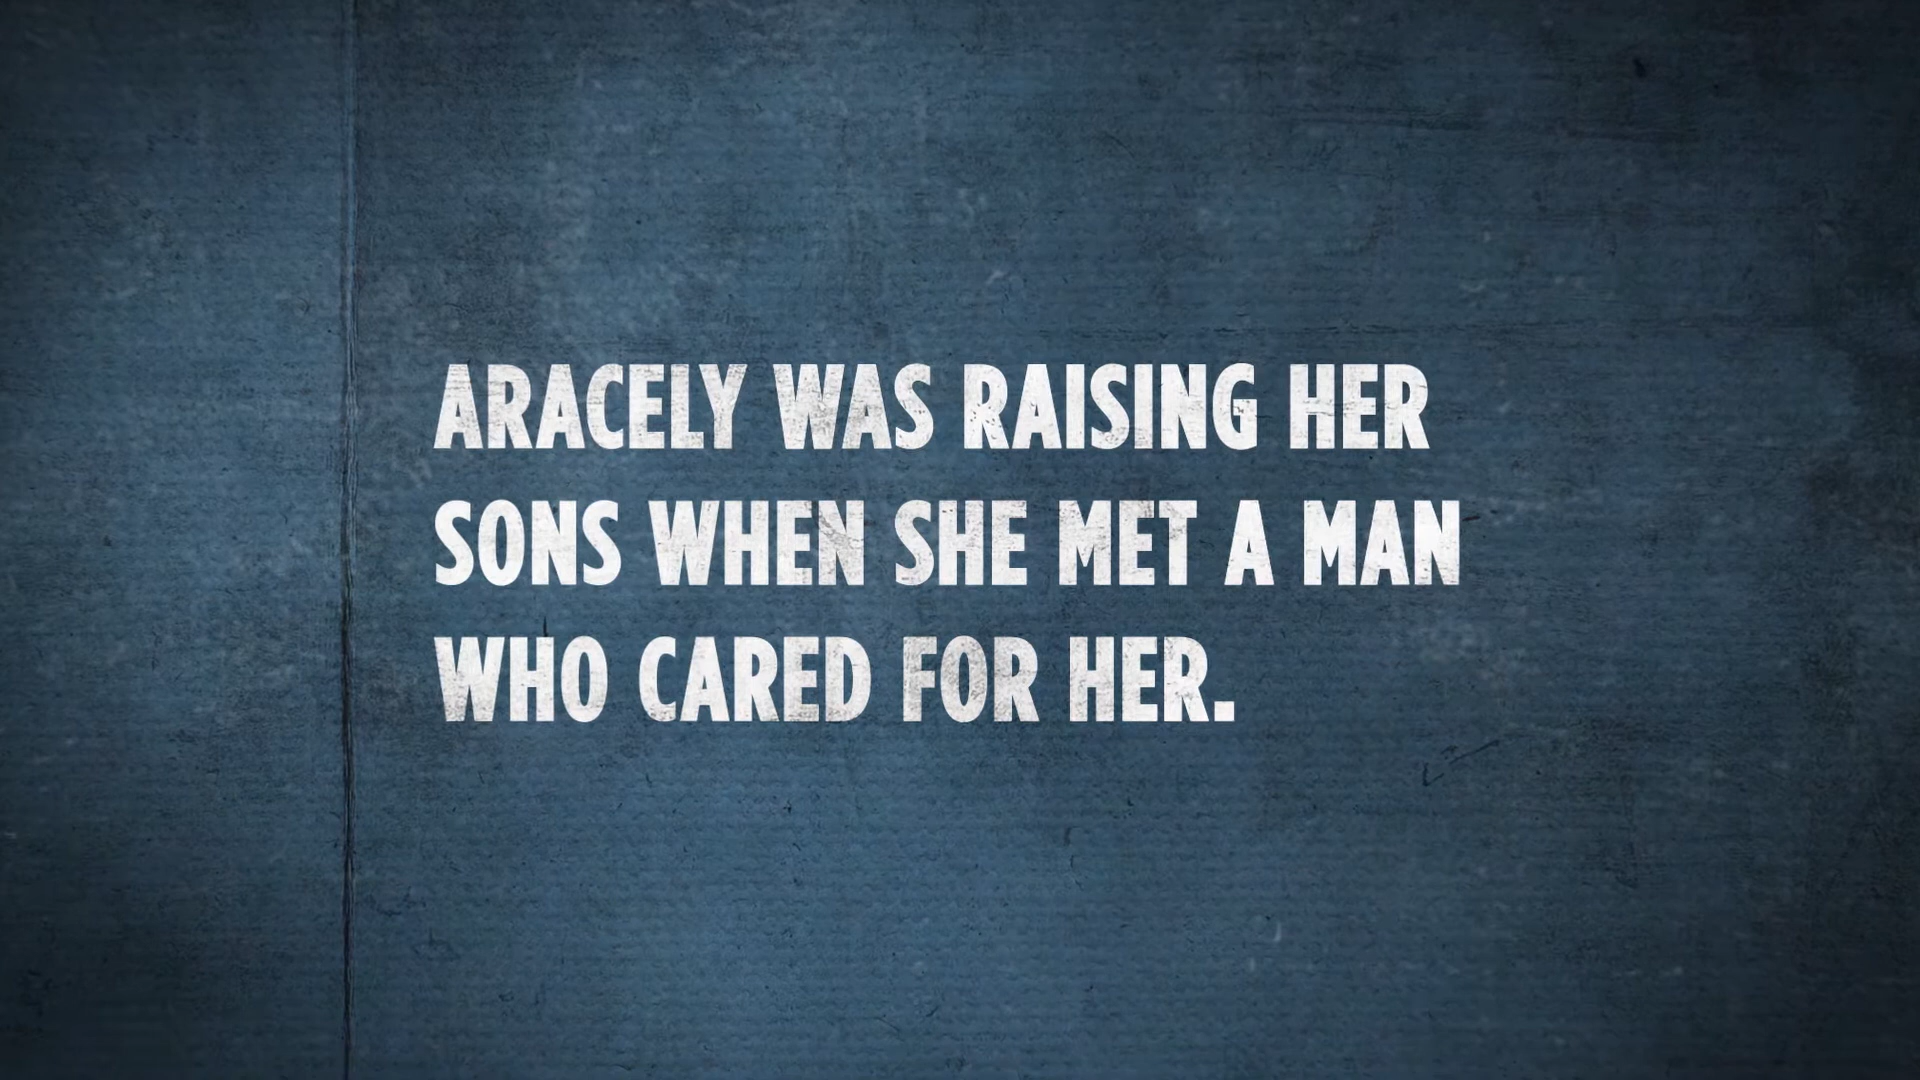 ARACELY WAS RAISING HER
SONS WHEN SHE MET A MAN
WHO CARED FOR HER.